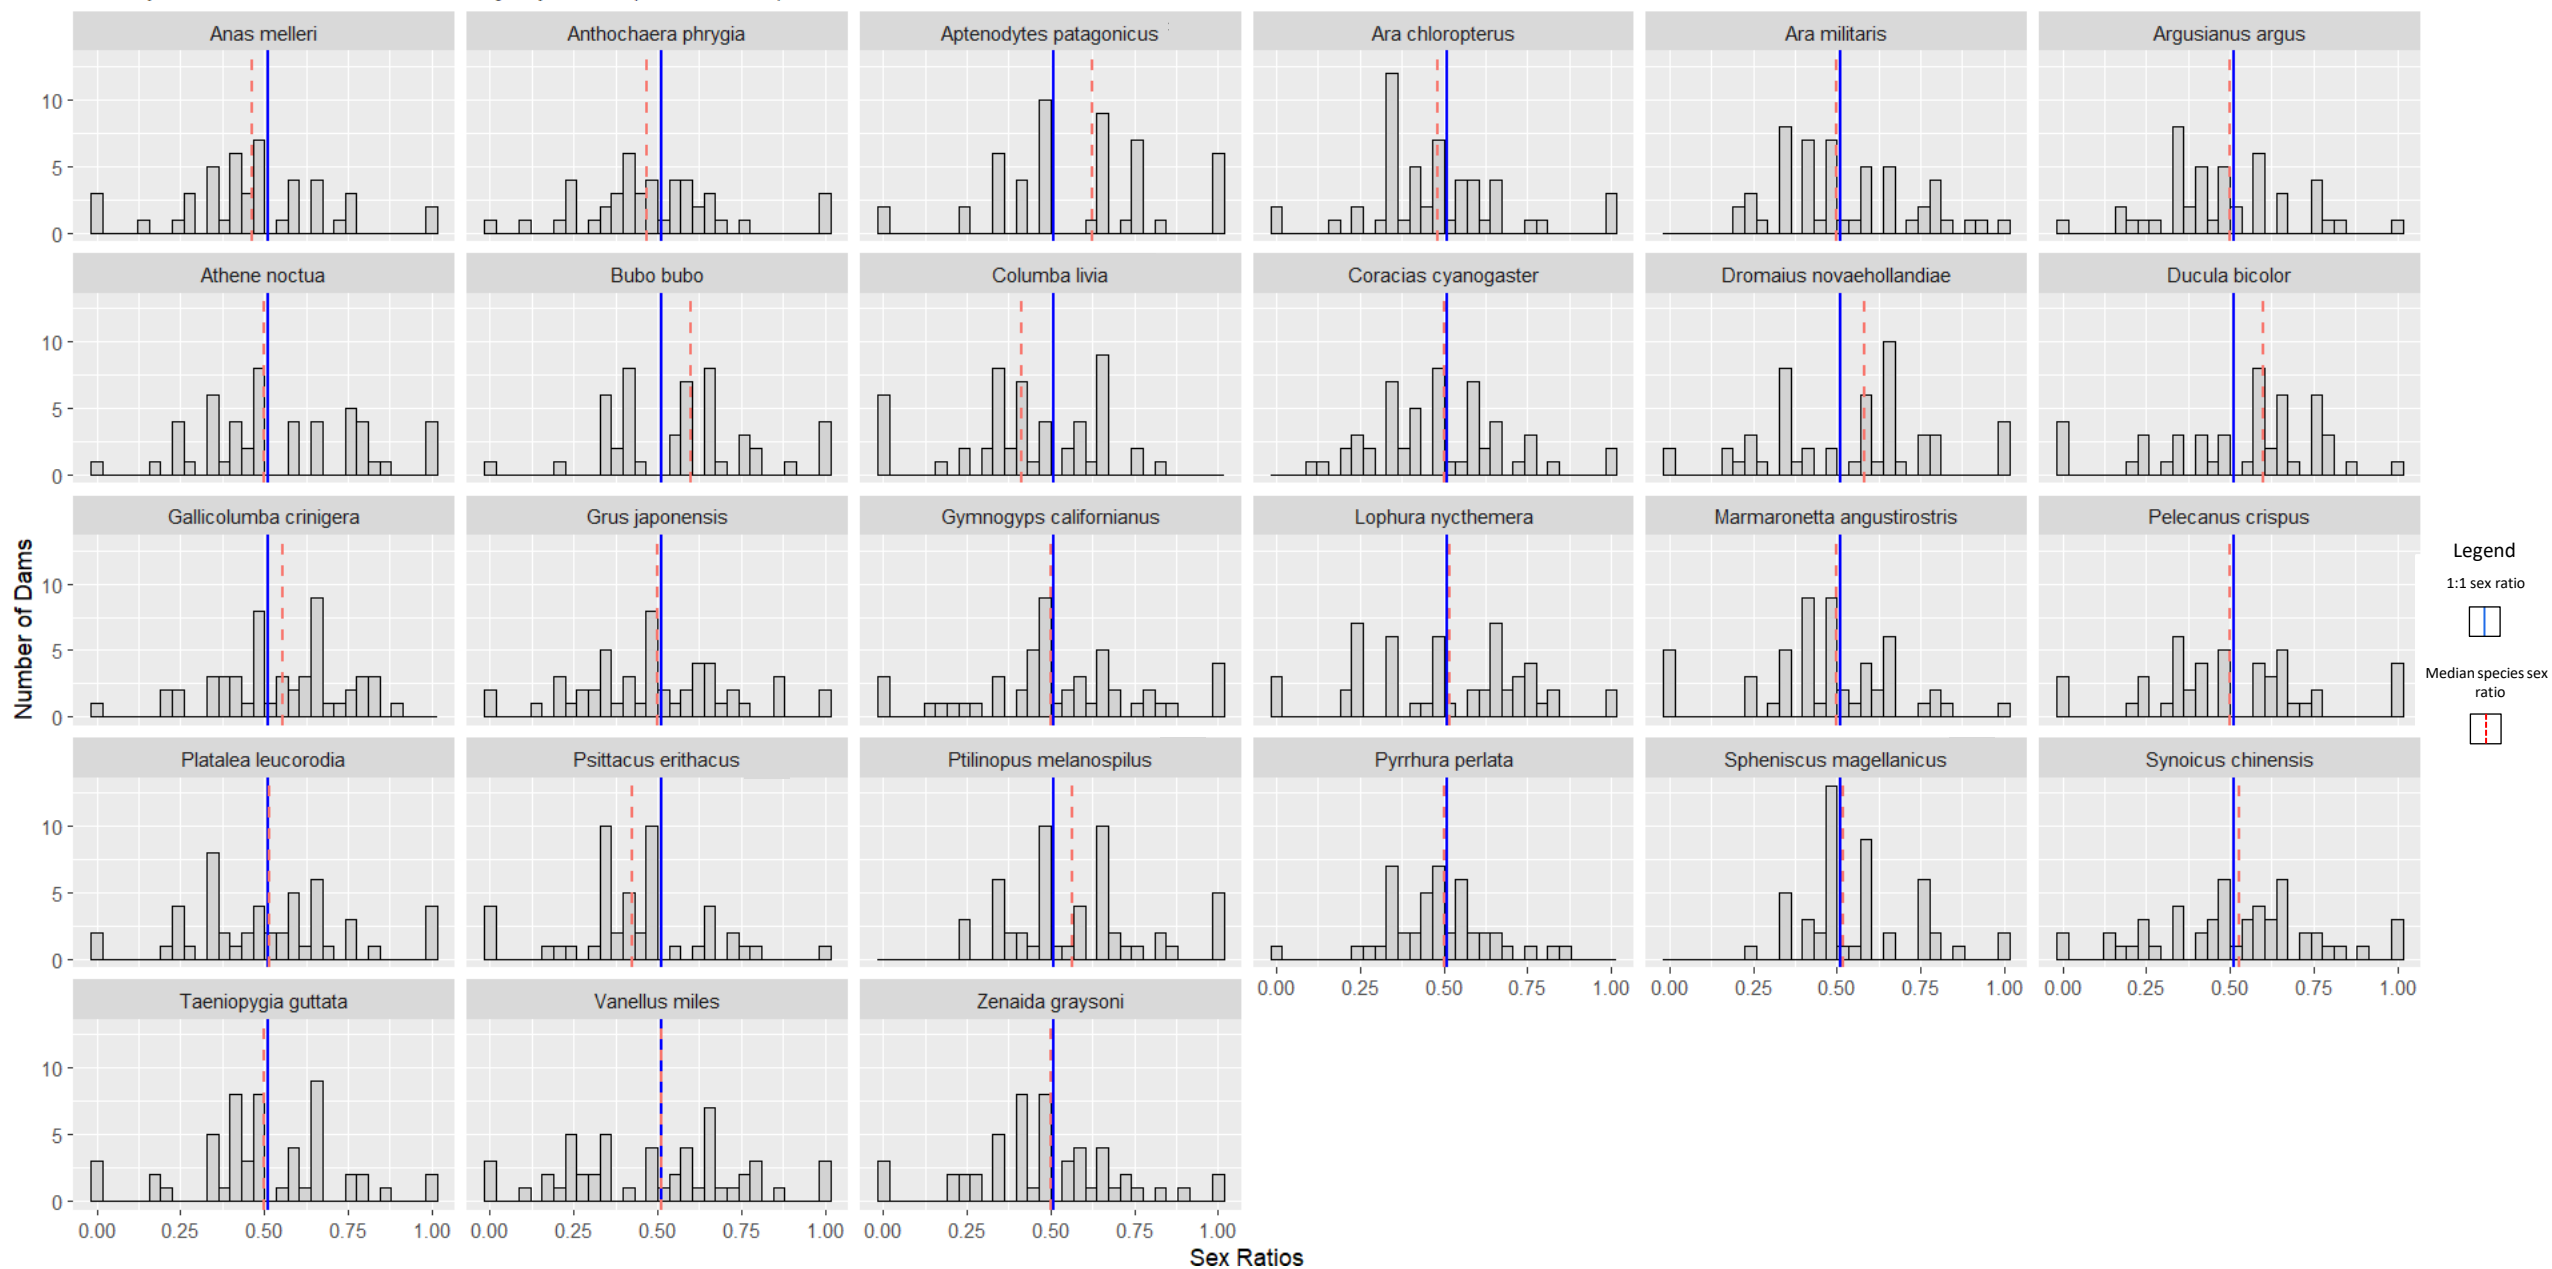 Anas melleri
Anthochaera phrygia
Aptenodytes patagonicus
Ara chloropterus
Ara militaris
Argusianus argus
10
5
0
Athene noctua
Bubo bubo
Columba livia
Coracias cyanogaster
Dromaius novaehollandiae
Ducula bicolor
10
5
0
Gallicolumba crinigera
Grus japonensis
Gymnogyps californianus
Lophura nycthemera
Marmaronetta angustirostris
Pelecanus crispus
10
5
0
Number of Dams
Legend
1:1 sex ratio
Median species sex
ratio
Platalea leucorodia
Psittacus erithacus
Ptilinopus melanospilus
Pyrrhura perlata
Spheniscus magellanicus
Synoicus chinensis
10
5
0
0.00 0.25 0.50 0.75 1.00
0.00 0.25 0.50 0.75 1.00
0.00 0.25 0.50 0.75 1.00
Taeniopygia guttata
Vanellus miles
Zenaida graysoni
10
5
0
0.00 0.25 0.50 0.75 1.00
0.00 0.25 0.50 0.75 1.00
0.00 0.25 0.50 0.75 1.00
Sex Ratios